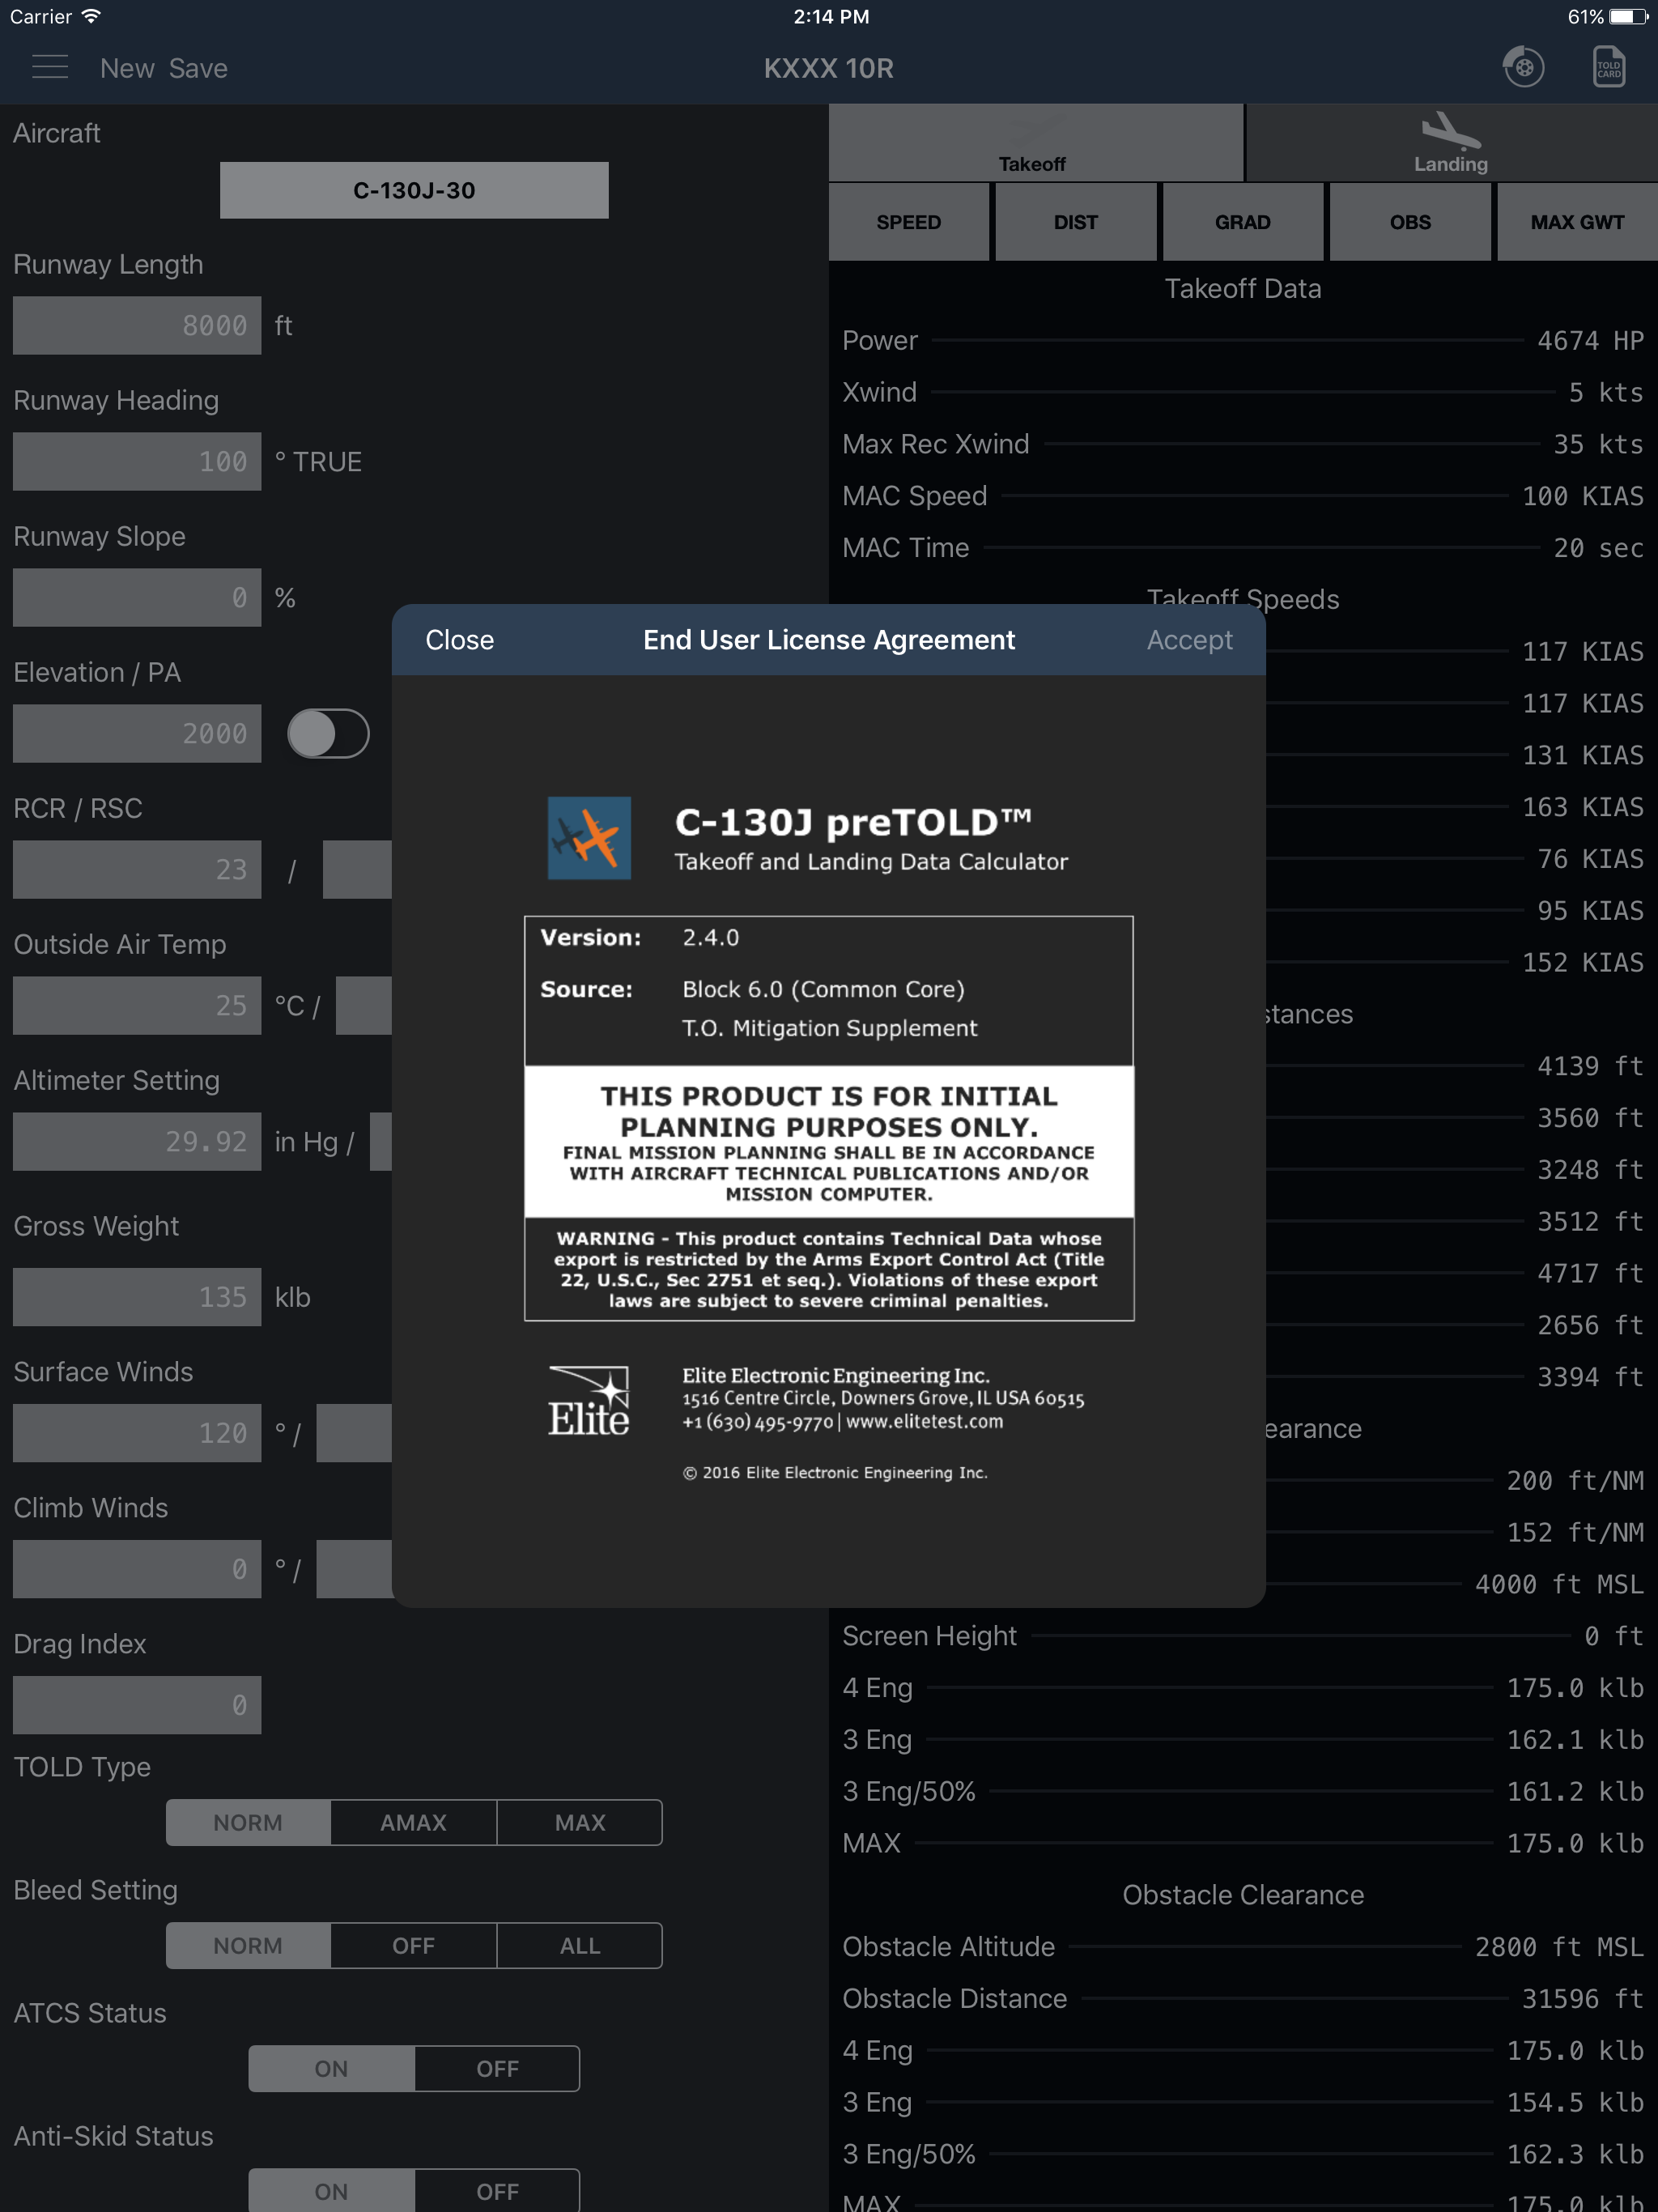 Carrier 2:14 PM 61%
New Save KXXX 10R TOLD CARD
Aircraft
C-130J-30
Runway Length
8000 ft
Runway Heading
100 ° TRUE
Runway Slope
0 %
Elevation / PA
2000
RCR / RSC
23 /
Outside Air Temp
25 °C /
Altimeter Setting
29.92 in Hg /
Gross Weight
135 klb
Surface Winds
120 ° /
Climb Winds
0 ° /
Drag Index
0
TOLD Type
NORM AMAX MAX
Bleed Setting
NORM OFF ALL
ATCS Status
ON OFF
Anti-Skid Status
ON OFF
Takeoff Landing
SPEED DIST GRAD OBS MAX GWT
Takeoff Data
Power 4674 HP
Xwind 5 kts
Max Rec Xwind 35 kts
MAC Speed 100 KIAS
MAC Time 20 sec
Takeoff Speeds
117 KIAS
117 KIAS
131 KIAS
163 KIAS
76 KIAS
95 KIAS
152 KIAS
stances
4139 ft
3560 ft
3248 ft
3512 ft
4717 ft
2656 ft
3394 ft
earance
200 ft/NM
152 ft/NM
4000 ft MSL
Screen Height 0 ft
4 Eng 175.0 klb
3 Eng 162.1 klb
3 Eng/50% 161.2 klb
MAX 175.0 klb
Obstacle Clearance
Obstacle Altitude 2800 ft MSL
Obstacle Distance 31596 ft
4 Eng 175.0 klb
3 Eng 154.5 klb
3 Eng/50% 162.3 klb
MAX 175.0 klb
Close End User License Agreement Accept
C-130J preTOLD™
Takeoff and Landing Data Calculator
Version: 2.4.0
Source: Block 6.0 (Common Core)
T.O. Mitigation Supplement
THIS PRODUCT IS FOR INITIAL
PLANNING PURPOSES ONLY.
FINAL MISSION PLANNING SHALL BE IN ACCORDANCE
WITH AIRCRAFT TECHNICAL PUBLICATIONS AND/OR
MISSION COMPUTER.
WARNING - This product contains Technical Data whose
export is restricted by the Arms Export Control Act (Title
22, U.S.C., Sec 2751 et seq.). Violations of these export
laws are subject to severe criminal penalties.
Elite
Elite Electronic Engineering Inc.
1516 Centre Circle, Downers Grove, IL USA 60515
+1 (630) 495-9770 | www.elitetest.com
© 2016 Elite Electronic Engineering Inc.